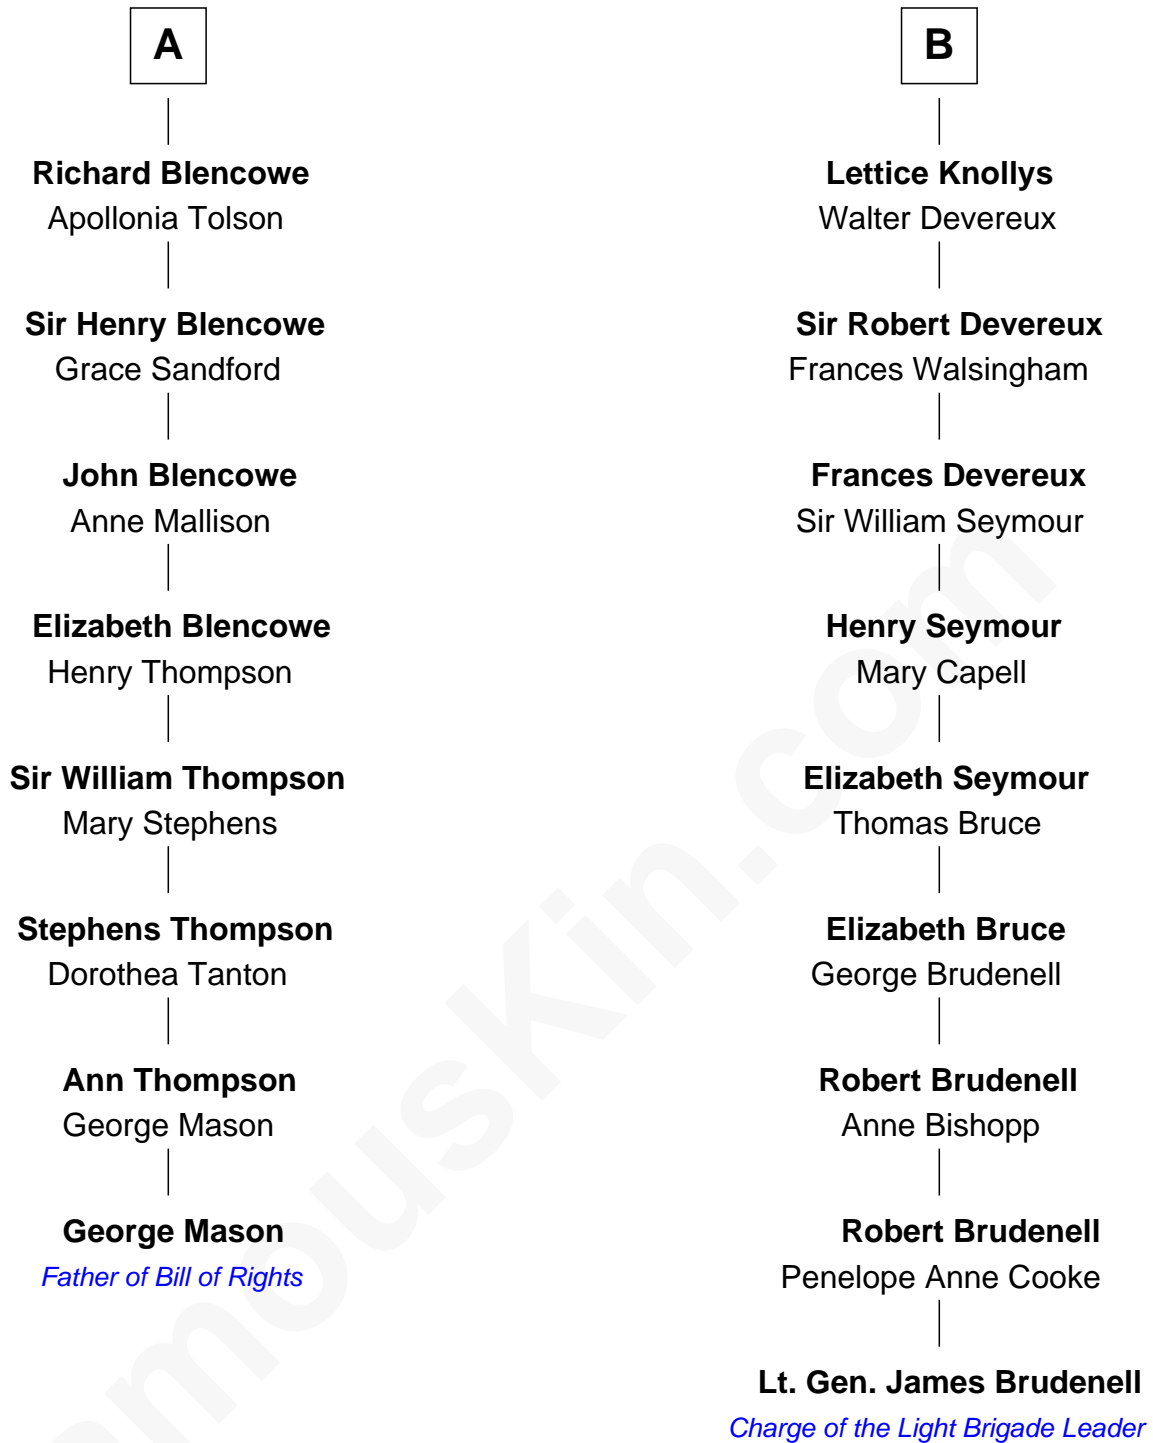 A
Richard Blencowe
Apollonia Tolson
Sir Henry Blencowe
Grace Sandford
John Blencowe
Anne Mallison
Elizabeth Blencowe
Henry Thompson
Sir William Thompson
Mary Stephens
Stephens Thompson
Dorothea Tanton
Ann Thompson
George Mason
George Mason
Father of Bill of Rights
B
Lettice Knollys
Walter Devereux
Sir Robert Devereux
Frances Walsingham
Frances Devereux
Sir William Seymour
Henry Seymour
Mary Capell
Elizabeth Seymour
Thomas Bruce
Elizabeth Bruce
George Brudenell
Robert Brudenell
Anne Bishopp
Robert Brudenell
Penelope Anne Cooke
Lt. Gen. James Brudenell
Charge of the Light Brigade Leader
amouskin.com